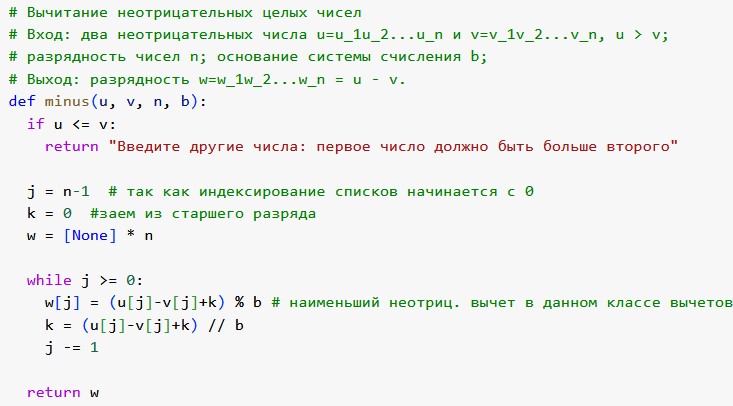 # Вычитание неотрицательных целых чисел
# Вход: два неотрицательных числа u=u_1u_2...u_n и v=v_1v_2...v_n, u > v;
# разрядность чисел n; основание системы счисления b;
# Выход: разрядность w=w_1w_2...w_n = u - v.
def minus(u, v, n, b):
  if u <= v:
    return "Введите другие числа: первое число должно быть больше второго"

  j = n-1  # так как индексирование списков начинается с 0
  k = 0  #заем из старшего разряда
  w = [None] * n

  while j >= 0:
    w[j] = (u[j]-v[j]+k) % b # наименьший неотриц. вычет в данном классе вычетов
    k = (u[j]-v[j]+k) // b
    j -= 1

  return w